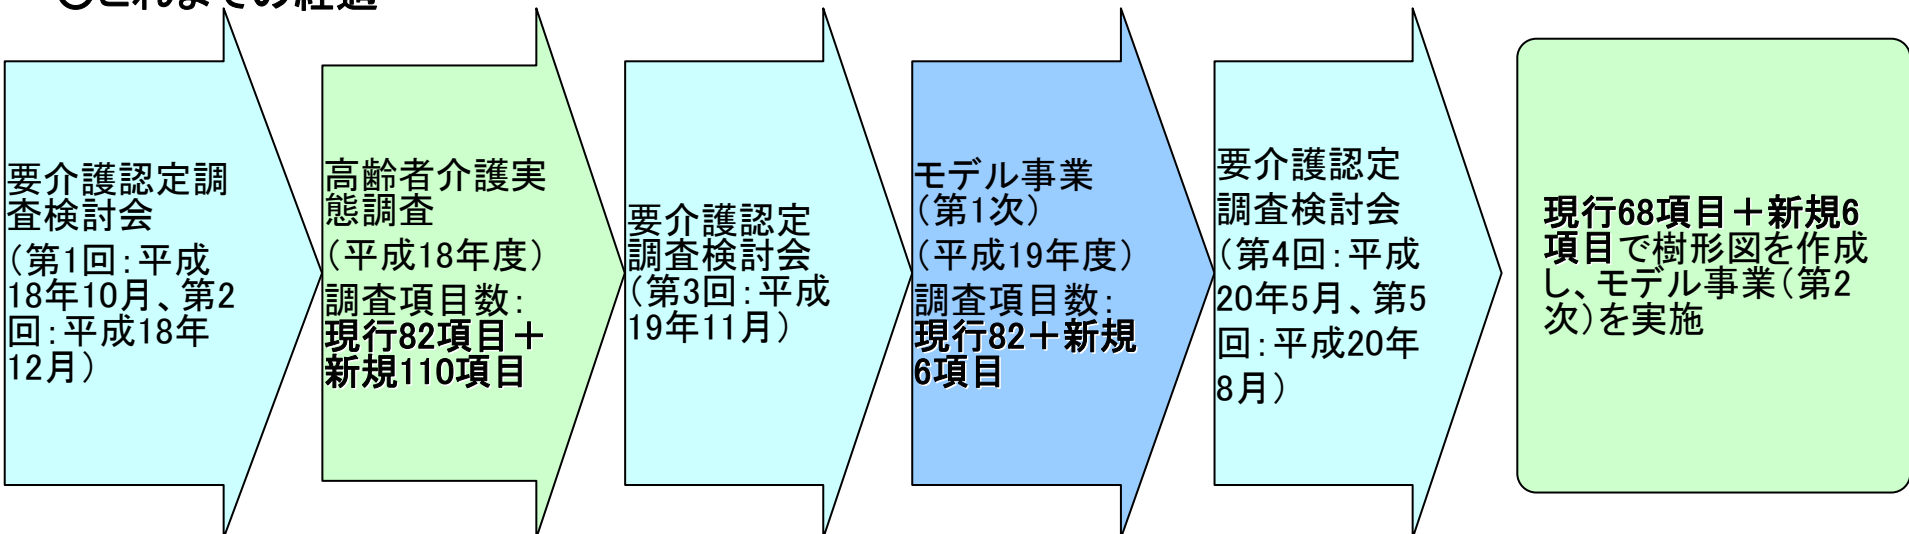 ○これまでの経過
要介護認定調
査検討会
（第1回：平成
18年10月、第2
回：平成18年
12月）
高齢者介護実
態調査
（平成18年度）
調査項目数：
現行82項目＋
新規110項目
要介護認定
調査検討会
（第3回：平成
19年11月）
モデル事業
（第1次）
（平成19年度）
調査項目数：
現行82＋新規
6項目
要介護認定
調査検討会
（第4回：平成
20年5月、第5
回：平成20年
8月）
現行68項目＋新規6
項目で樹形図を作成
し、モデル事業（第2
次）を実施